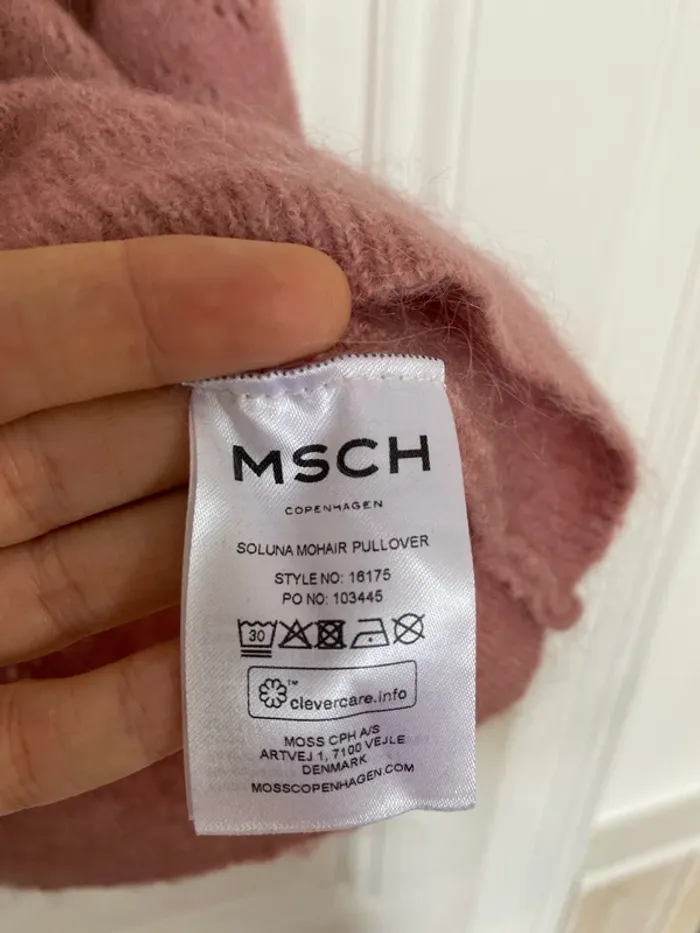 MSCH
COPENHAGEN
SOLUNA MOHAIR PULLOVER
STYLE NO: 16175
PO NO: 103445
30
™
clevercare.info
MOSS CPH A/S
ARTVEJ 1, 7100 VEJLE
DENMARK
MOSSCOPENHAGEN.COM